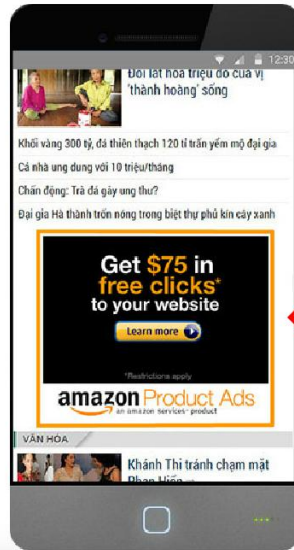 12:30
Đổi lát hoa triệu đô của vị
'thành hoàng' sống
Khối vàng 300 tỷ, đá thiên thạch 120 tỉ trấn yểm mộ đại gia
Cả nhà ung dung với 10 triệu/tháng
Chấn động: Trà đá gây ung thư?
Đại gia Hà thành trốn nóng trong biệt thự phủ kín cây xanh
Get $75 in
free clicks*
to your website
Learn more
*Restrictions apply
amazon Product Ads
an amazon services product
VĂN HÓA
Khánh Thi tránh chạm mặt
Phan Hiển